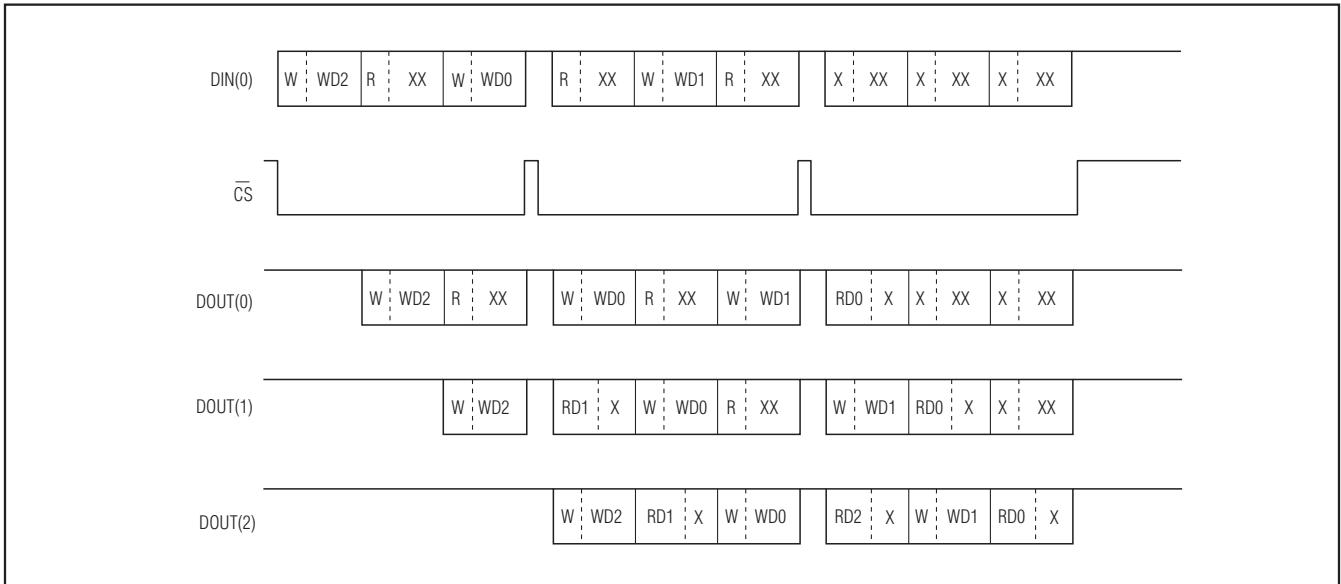 DIN(0) W WD2 R XX W WD0 R XX W WD1 R XX X XX X XX X XX
CS
DOUT(0) W WD2 R XX W WD0 R XX W WD1 RD0 X X XX X XX
DOUT(1) W WD2 RD1 X W WD0 R XX W WD1 RD0 X X XX
DOUT(2) W WD2 RD1 X W WD0 RD2 X W WD1 RD0 X